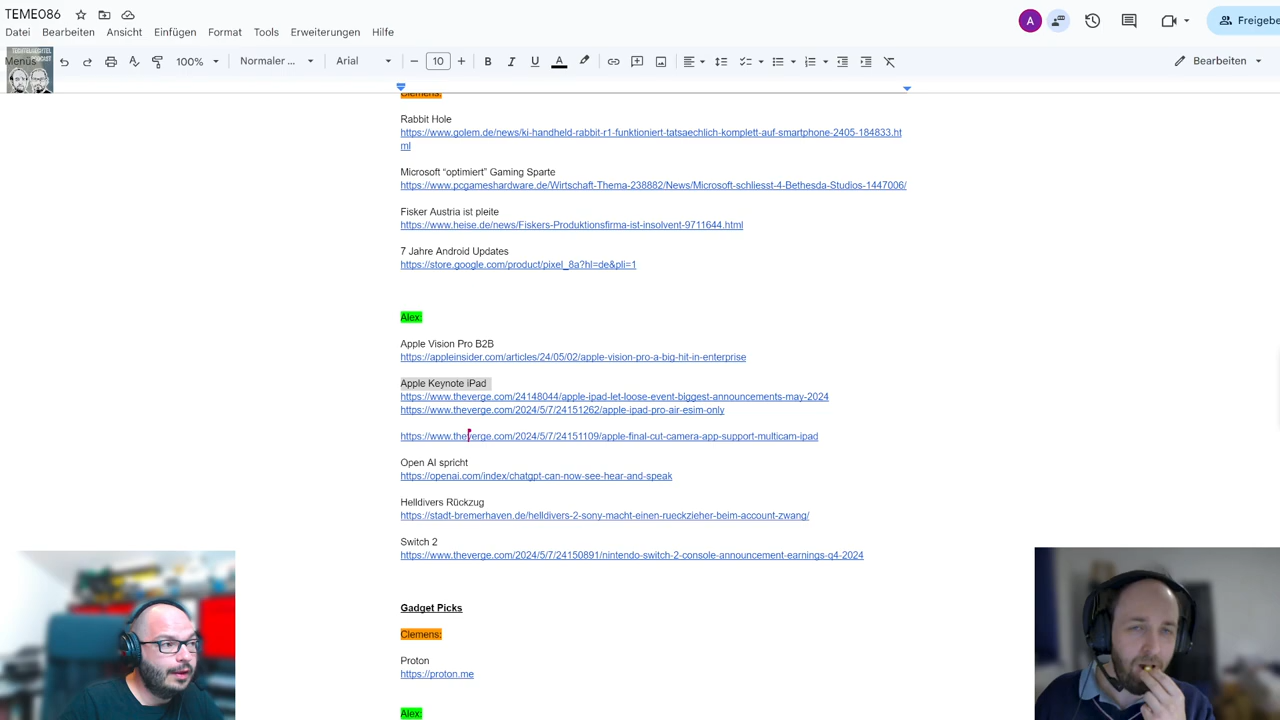 TEME086
Freigebe
Datei Bearbeiten Ansicht Einfügen Format Tools Erweiterungen Hilfe
Menüs
100% Normaler ... Arial 10 Bearbeiten
Clemens:
Rabbit Hole
https://www.golem.de/news/ki-handheld-rabbit-r1-funktioniert-tatsaechlich-komplett-auf-smartphone-2405-184833.ht
ml
Microsoft “optimiert” Gaming Sparte
https://www.pcgameshardware.de/Wirtschaft-Thema-238882/News/Microsoft-schliesst-4-Bethesda-Studios-1447006/
Fisker Austria ist pleite
https://www.heise.de/news/Fiskers-Produktionsfirma-ist-insolvent-9711644.html
7 Jahre Android Updates
https://store.google.com/product/pixel_8a?hl=de&pli=1
Alex:
Apple Vision Pro B2B
https://appleinsider.com/articles/24/05/02/apple-vision-pro-a-big-hit-in-enterprise
Apple Keynote iPad
https://www.theverge.com/24148044/apple-ipad-let-loose-event-biggest-announcements-may-2024
https://www.theverge.com/2024/5/7/24151262/apple-ipad-pro-air-esim-only
https://www.theverge.com/2024/5/7/24151109/apple-final-cut-camera-app-support-multicam-ipad
Open AI spricht
https://openai.com/index/chatgpt-can-now-see-hear-and-speak
Helldivers Rückzug
https://stadt-bremerhaven.de/helldivers-2-sony-macht-einen-rueckzieher-beim-account-zwang/
Switch 2
https://www.theverge.com/2024/5/7/24150891/nintendo-switch-2-console-announcement-earnings-q4-2024
Gadget Picks
Clemens:
Proton
https://proton.me
Alex: